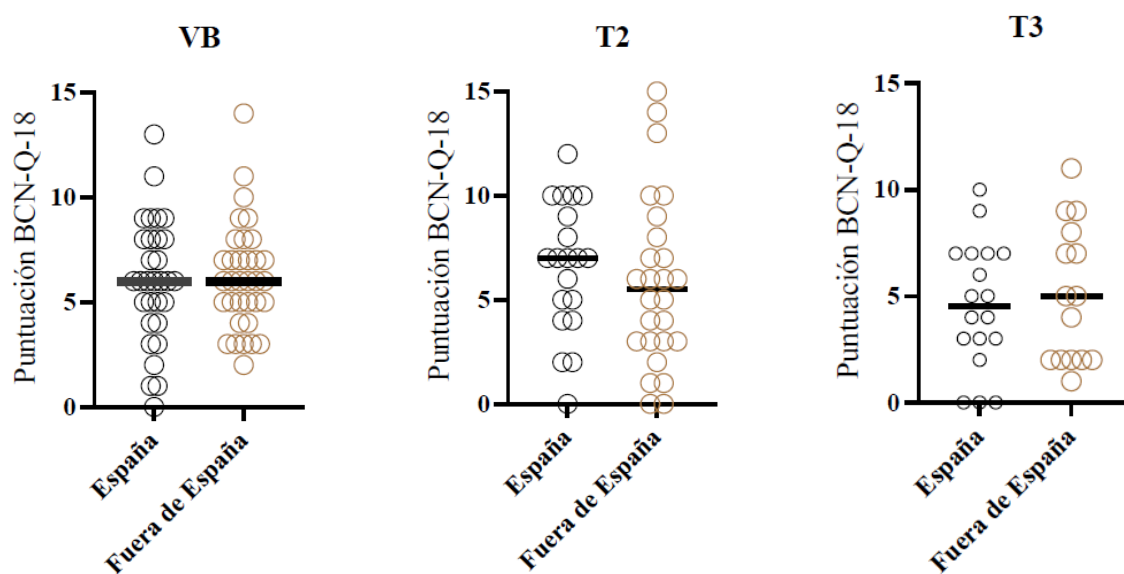 VB
Puntuación BCN-Q-18
15
10
5
0
España
Fuera de España
T2
Puntuación BCN-Q-18
15
10
5
0
España
Fuera de España
T3
Puntuación BCN-Q-18
15
10
5
0
España
Fuera de España